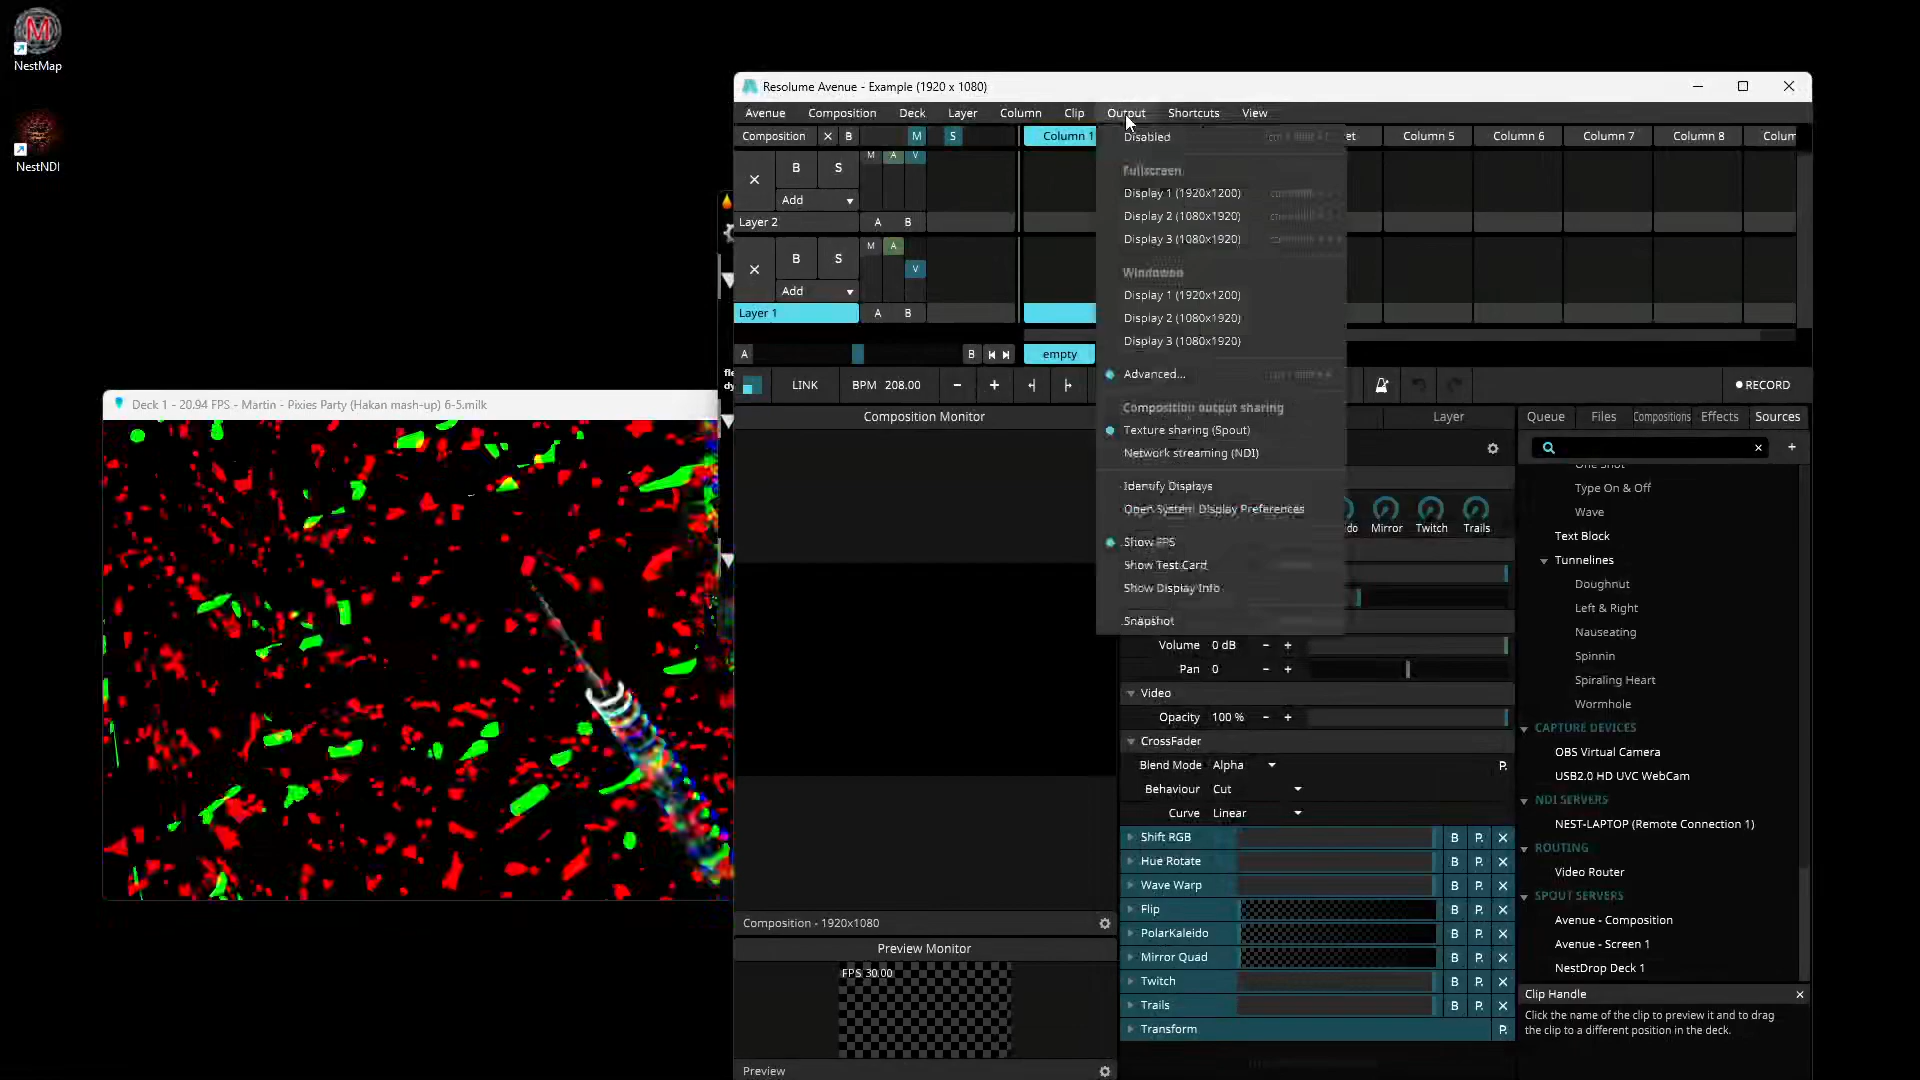 NestMap
NestNDI
Resolume Avenue - Example (1920 x 1080)
Avenue Composition Deck Layer Column Clip Output Shortcuts View
Composition B M S Column 1 Column 5 Column 6 Column 7 Column 8 Colum
M A V
B S
Add
Layer 2 A B
M A
B S
V
Add
Layer 1 A B
A B empty
LINK BPM 208.00 RECORD
Disabled
Fullscreen
Display 1 (1920x1200)
Display 2 (1080x1920)
Display 3 (1080x1920)
Windowed
Display 1 (1920x1200)
Display 2 (1080x1920)
Display 3 (1080x1920)
Advanced...
Composition output sharing
Texture sharing (Spout)
Network streaming (NDI)
Identify Displays
Open System Display Preferences
Show FPS
Show Test Card
Show Display Info
Snapshot
Deck 1 - 20.94 FPS - Martin - Pixies Party (Hakan mash-up) 6-5.milk
Composition Monitor
Composition - 1920x1080
Preview Monitor
FPS 30.00
Preview
Layer
Mirror Twitch Trails
Volume 0 dB
Pan 0
Video
Opacity 100 %
CrossFader
Blend Mode Alpha P.
Behaviour Cut
Curve Linear
Shift RGB B P. X
Hue Rotate B P. X
Wave Warp B P. X
Flip B P. X
PolarKaleido B P. X
Mirror Quad B P. X
Twitch B P. X
Trails B P. X
Transform P.
Queue Files Compositions Effects Sources
One Shot
Type On & Off
Wave
Text Block
Tunnelines
Doughnut
Left & Right
Nauseating
Spinnin
Spiraling Heart
Wormhole
CAPTURE DEVICES
OBS Virtual Camera
USB2.0 HD UVC WebCam
NDI SERVERS
NEST-LAPTOP (Remote Connection 1)
ROUTING
Video Router
SPOUT SERVERS
Avenue - Composition
Avenue - Screen 1
NestDrop Deck 1
Clip Handle
Click the name of the clip to preview it and to drag
the clip to a different position in the deck.